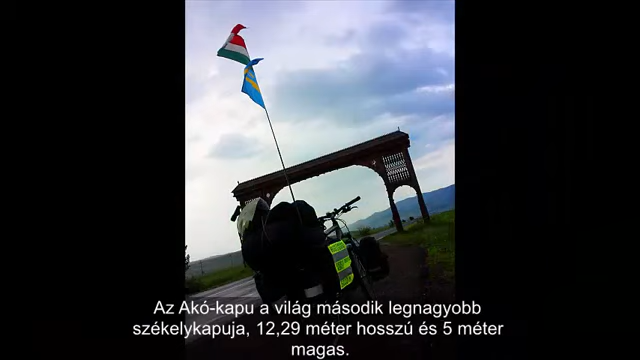 Az Akó-kapu a világ második legnagyobb
székelykapuja, 12,29 méter hosszú és 5 méter
magas.